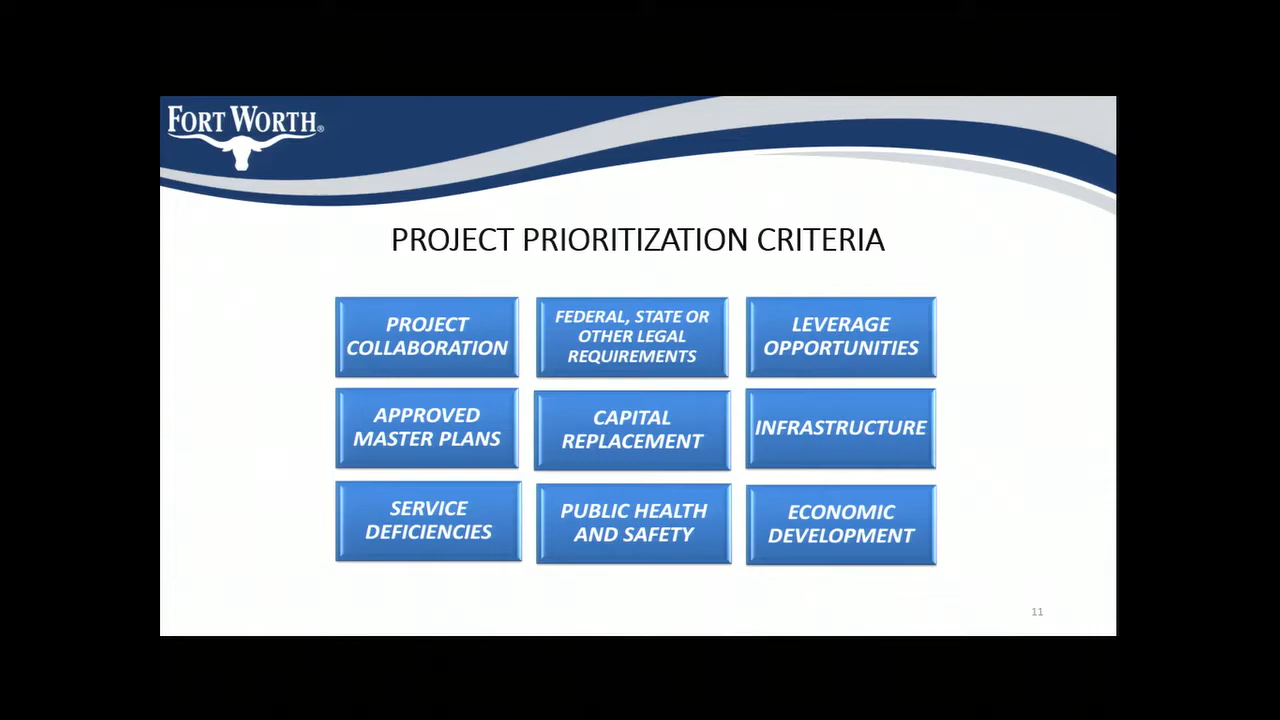 FORT WORTH®
PROJECT PRIORITIZATION CRITERIA
PROJECT
COLLABORATION
FEDERAL, STATE OR
OTHER LEGAL
REQUIREMENTS
LEVERAGE
OPPORTUNITIES
APPROVED
MASTER PLANS
CAPITAL
REPLACEMENT
INFRASTRUCTURE
SERVICE
DEFICIENCIES
PUBLIC HEALTH
AND SAFETY
ECONOMIC
DEVELOPMENT
11